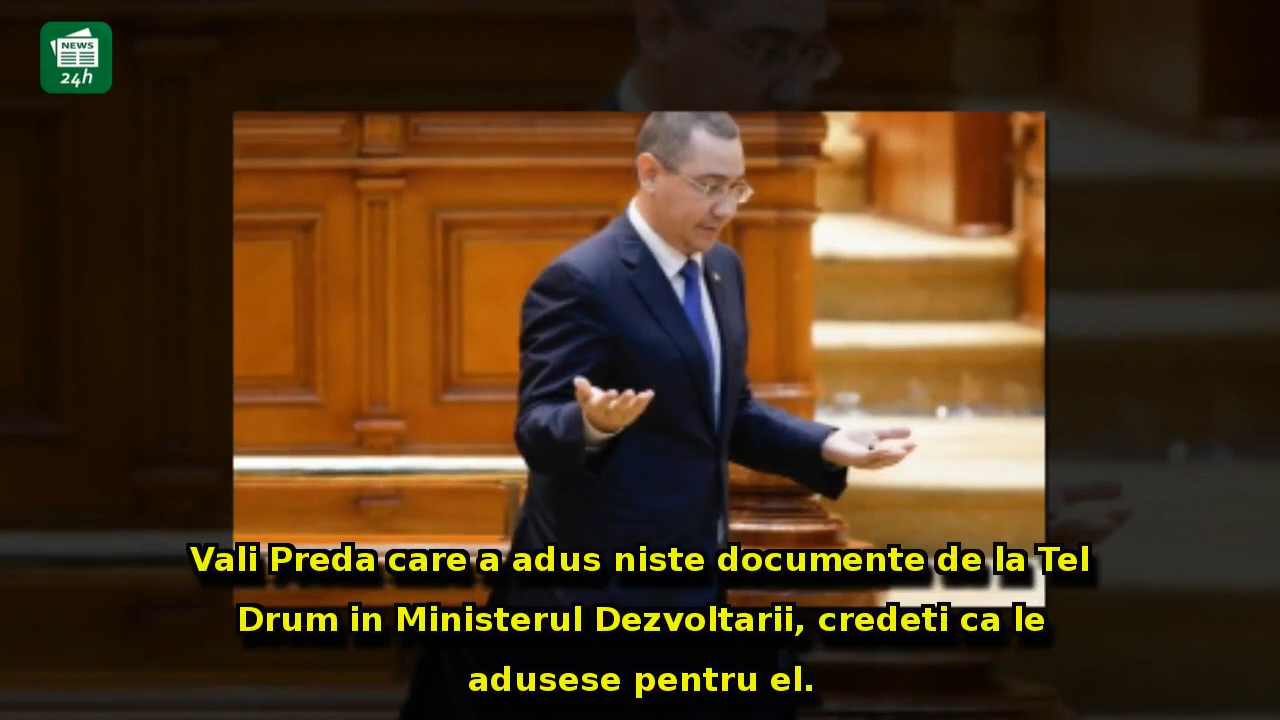 NEWS
24h
Vali Preda care a adus niste documente de la Tel
Drum in Ministerul Dezvoltarii, credeti ca le
adusese pentru el.